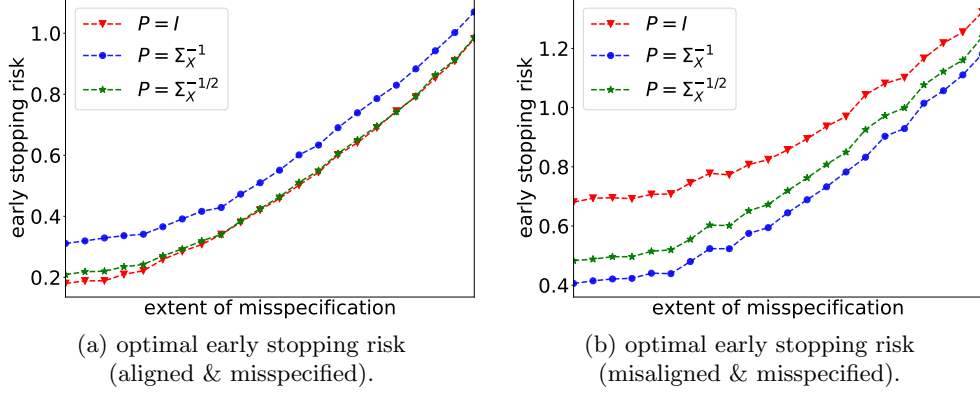 1.0
0.8
0.6
0.4
0.2
early stopping risk
P = I
P = Σ_X^{-1}
P = Σ_X^{-1/2}
extent of misspecification
(a) optimal early stopping risk
(aligned & misspecified).
1.2
1.0
0.8
0.6
0.4
early stopping risk
P = I
P = Σ_X^{-1}
P = Σ_X^{-1/2}
extent of misspecification
(b) optimal early stopping risk
(misaligned & misspecified).